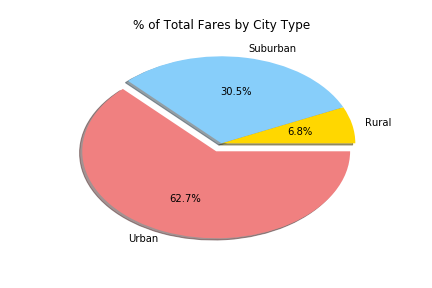 % of Total Fares by City Type
Suburban
30.5%
Rural
6.8%
62.7%
Urban